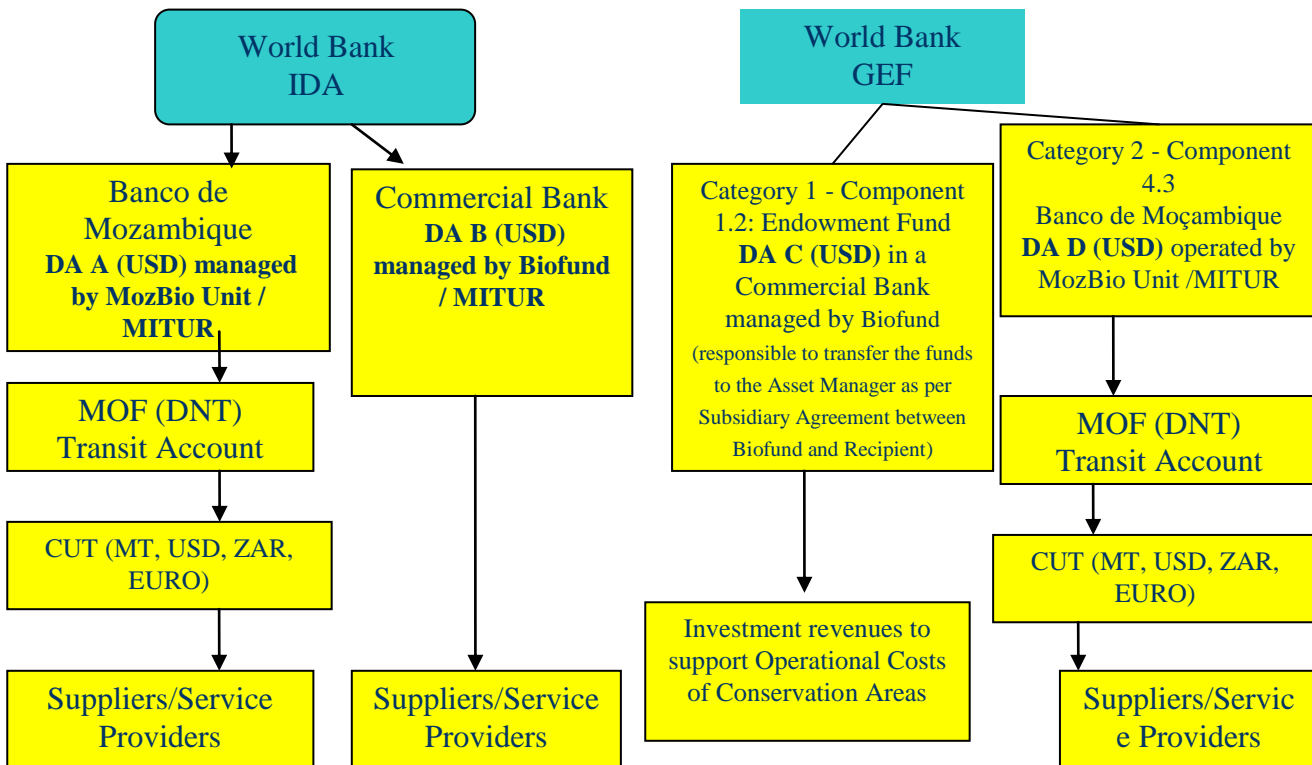 World Bank
IDA
World Bank
GEF
Banco de
Mozambique
DA A (USD) managed
by MozBio Unit /
MITUR
Commercial Bank
DA B (USD)
managed by Biofund
/ MITUR
Category 1 - Component
1.2: Endowment Fund
DA C (USD) in a
Commercial Bank
managed by Biofund
(responsible to transfer the funds
to the Asset Manager as per
Subsidiary Agreement between
Biofund and Recipient)
Category 2 - Component
4.3
Banco de Moçambique
DA D (USD) operated by
MozBio Unit /MITUR
MOF (DNT)
Transit Account
MOF (DNT)
Transit Account
CUT (MT, USD, ZAR,
EURO)
CUT (MT, USD, ZAR,
EURO)
Investment revenues to
support Operational Costs
of Conservation Areas
Suppliers/Service
Providers
Suppliers/Service
Providers
Suppliers/Servic
e Providers